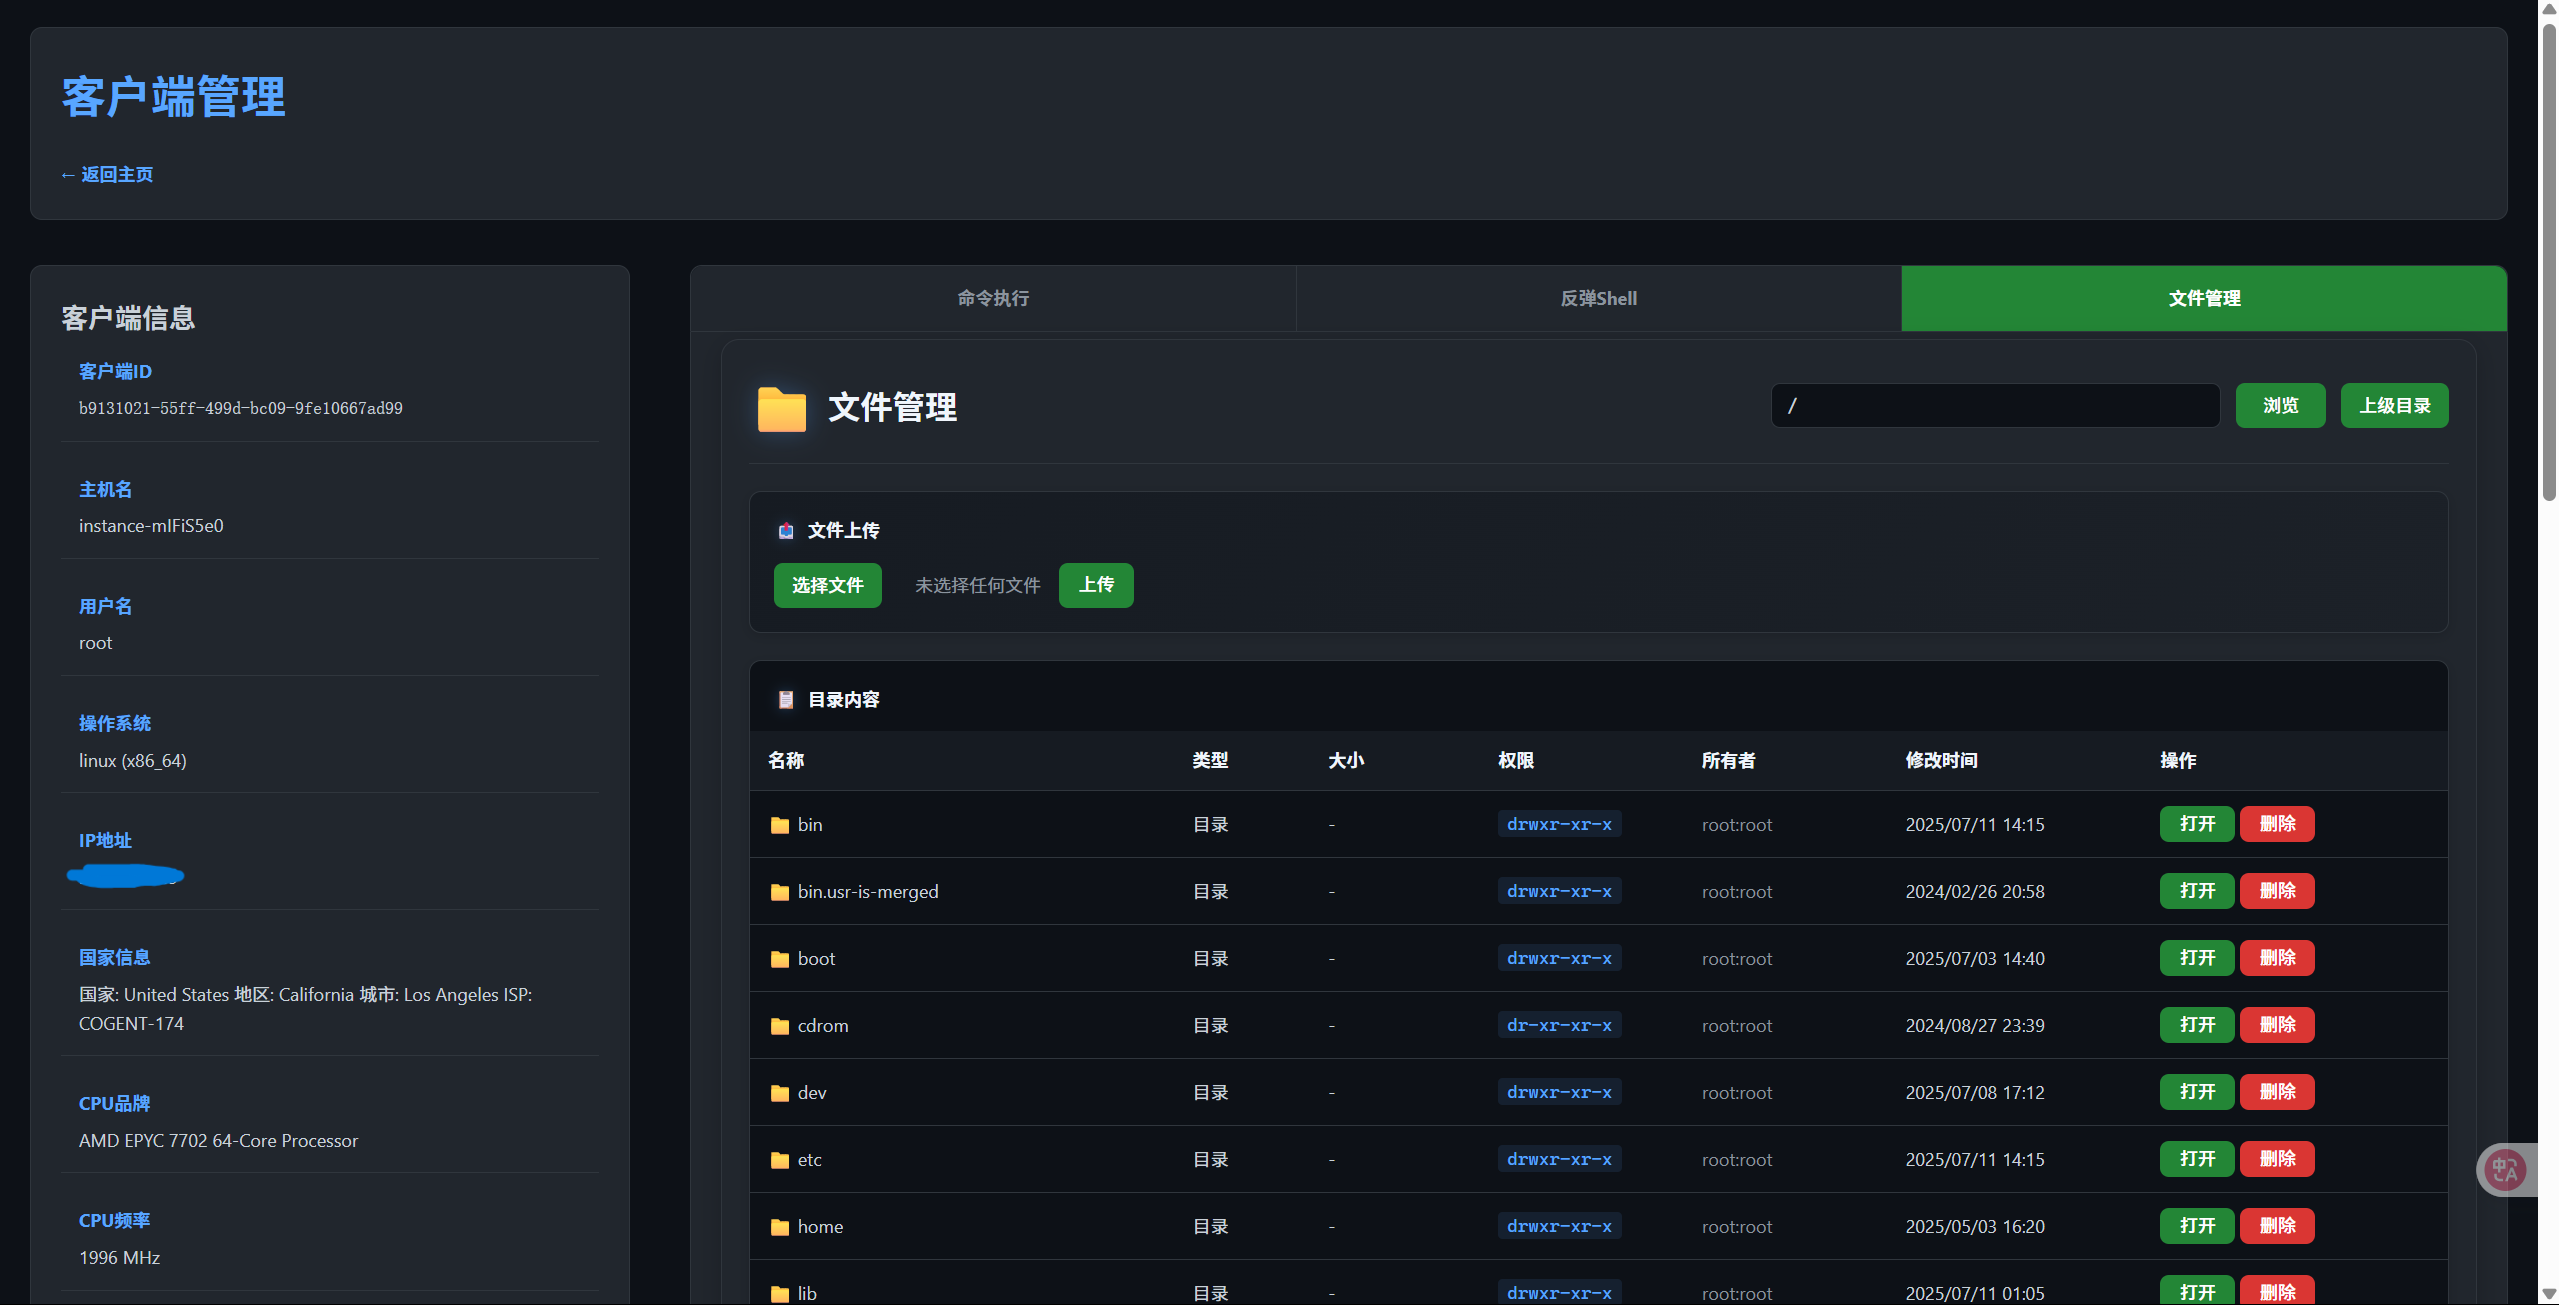 客户端管理
← 返回主页
客户端信息
客户端ID
b9131021-55ff-499d-bc09-9fe10667ad99
主机名
instance-mIFiS5e0
用户名
root
操作系统
linux (x86_64)
IP地址
国家信息
国家: United States 地区: California 城市: Los Angeles ISP:
COGENT-174
CPU品牌
AMD EPYC 7702 64-Core Processor
CPU频率
1996 MHz
命令执行 反弹Shell 文件管理
文件管理 / 浏览 上级目录
文件上传
选择文件 未选择任何文件 上传
目录内容
名称 类型 大小 权限 所有者 修改时间 操作
bin 目录 - drwxr-xr-x root:root 2025/07/11 14:15 打开 删除
bin.usr-is-merged 目录 - drwxr-xr-x root:root 2024/02/26 20:58 打开 删除
boot 目录 - drwxr-xr-x root:root 2025/07/03 14:40 打开 删除
cdrom 目录 - dr-xr-xr-x root:root 2024/08/27 23:39 打开 删除
dev 目录 - drwxr-xr-x root:root 2025/07/08 17:12 打开 删除
etc 目录 - drwxr-xr-x root:root 2025/07/11 14:15 打开 删除
home 目录 - drwxr-xr-x root:root 2025/05/03 16:20 打开 删除
lib 目录 - drwxr-xr-x root:root 2025/07/11 01:05 打开 删除
中 A